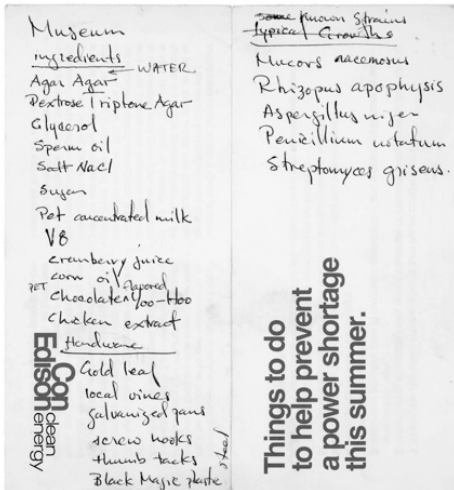 Museum
ingredients
WATER
Agar Agar
Dextrose Triptone Agar
Glycerol
Sperm oil
Salt NaCl
Sugar
Pet concentrated milk
V8
cranberry juice
corn oil flavored
PET Chocolate Yoo-Hoo
Chicken extract
Hardware
Gold leaf
local vines
galvanized pans
screw hooks
thumb tacks steel
Black Magic plastic
Con
Edison
clean
energy
some known strains
typical Growths
Mucors racemosus
Rhizopus apophysis
Aspergillus niger
Penicillium notatum
Streptomyces griseus.
Things to do
to help prevent
a power shortage
this summer.